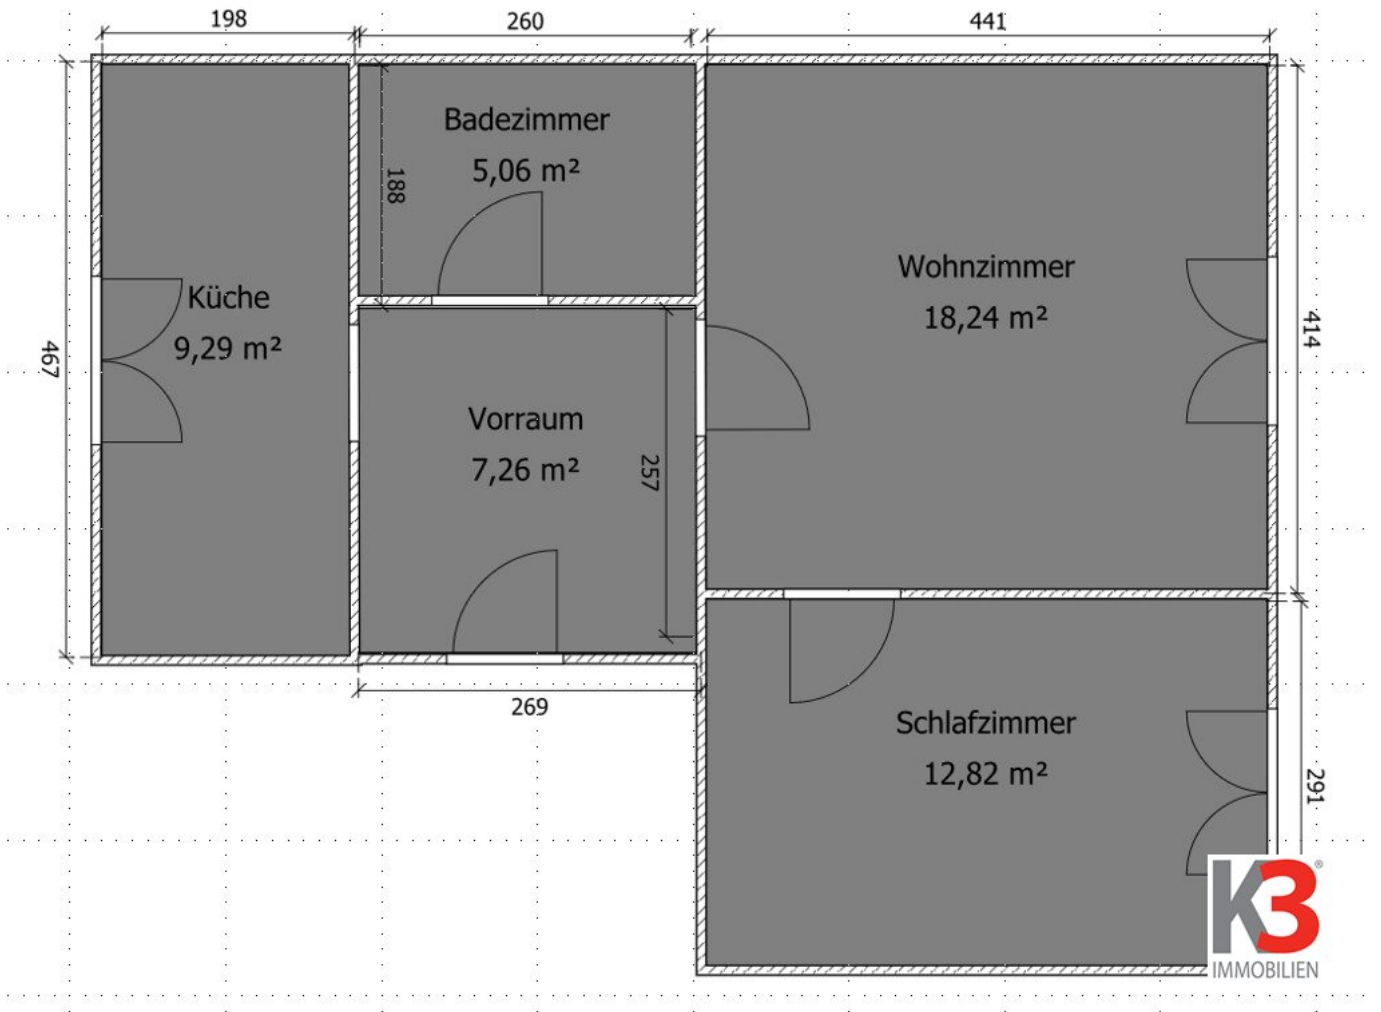 198
260
441
Badezimmer
5,06 m²
188
Küche
9,29 m²
467
Wohnzimmer
18,24 m²
414
Vorraum
7,26 m²
257
269
Schlafzimmer
12,82 m²
291
K3®
IMMOBILIEN